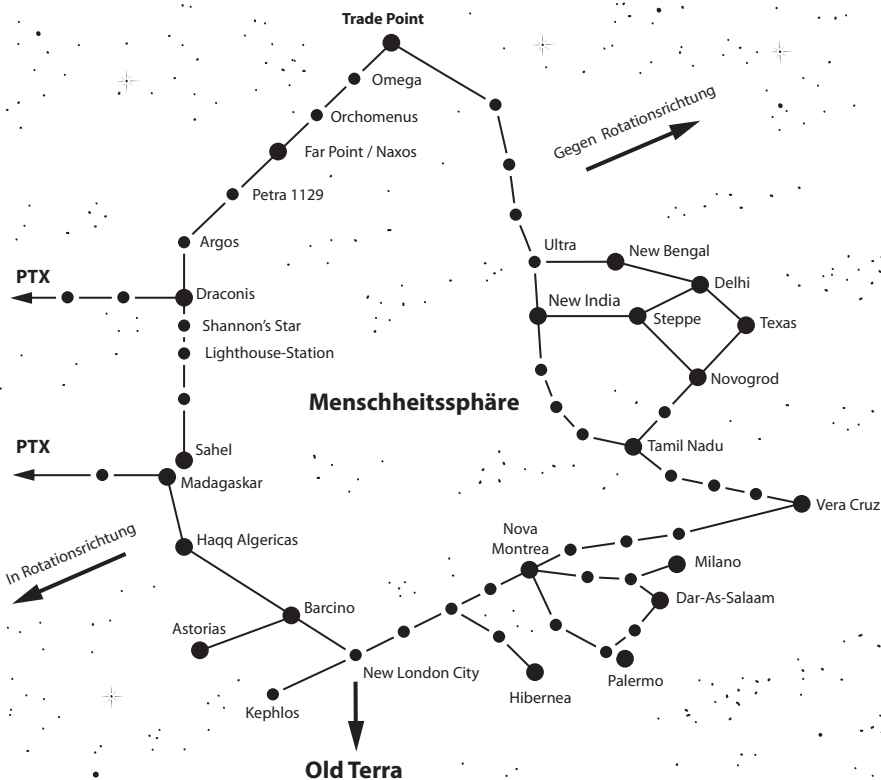 Trade Point
Omega
Orchomenus
Far Point / Naxos
Petra 1129
Argos
Gegen Rotationsrichtung
Ultra
New Bengal
PTX
Draconis
Delhi
New India
Steppe
Texas
Shannon's Star
Lighthouse-Station
Novogrod
Menschheitssphäre
PTX
Sahel
Madagaskar
Tamil Nadu
Vera Cruz
In Rotationsrichtung
Haqq Algericas
Nova
Montrea
Milano
Dar-As-Salaam
Barcino
Astorias
New London City
Palermo
Hibernea
Kephlos
Old Terra